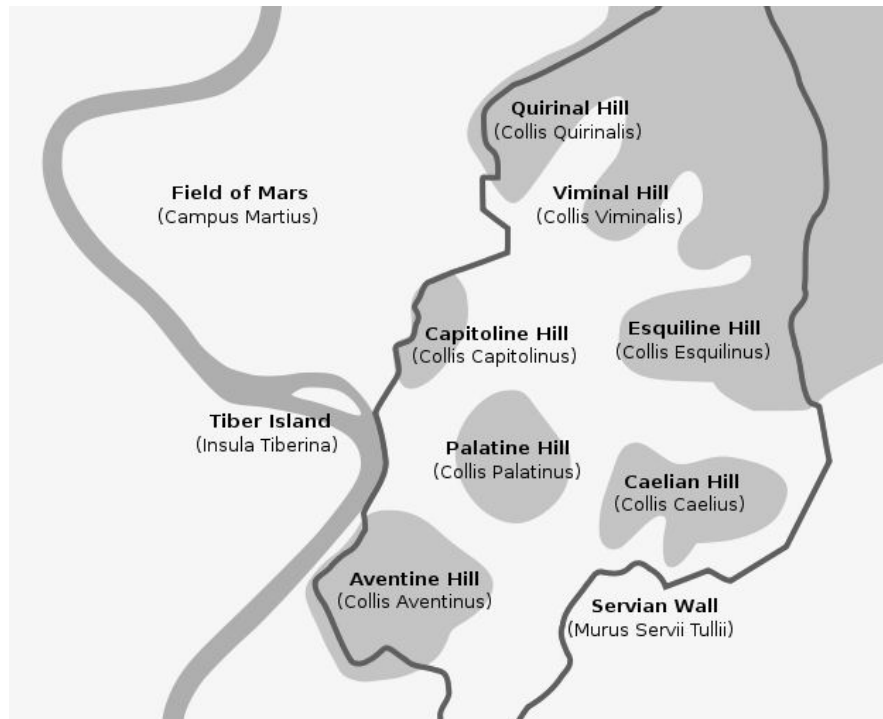 Quirinal Hill
(Collis Quirinalis)
Field of Mars
(Campus Martius)
Viminal Hill
(Collis Viminalis)
Capitoline Hill
(Collis Capitolinus)
Esquiline Hill
(Collis Esquilinus)
Tiber Island
(Insula Tiberina)
Palatine Hill
(Collis Palatinus)
Caelian Hill
(Collis Caelius)
Aventine Hill
(Collis Aventinus)
Servian Wall
(Murus Servii Tullii)